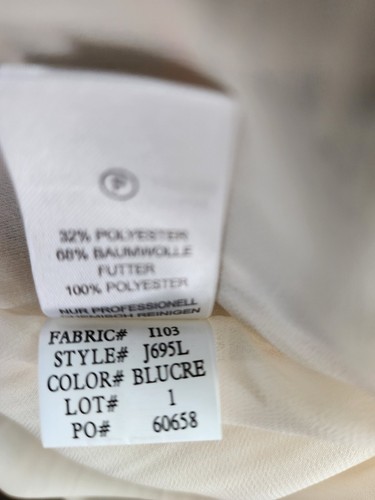 P
32% POLYESTER
68% BAUMWOLLE
FUTTER
100% POLYESTER
NUR PROFESSIONELL
CHEMISCH REINIGEN
FABRIC# I103
STYLE# J695L
COLOR# BLUCRE
LOT# 1
PO# 60658